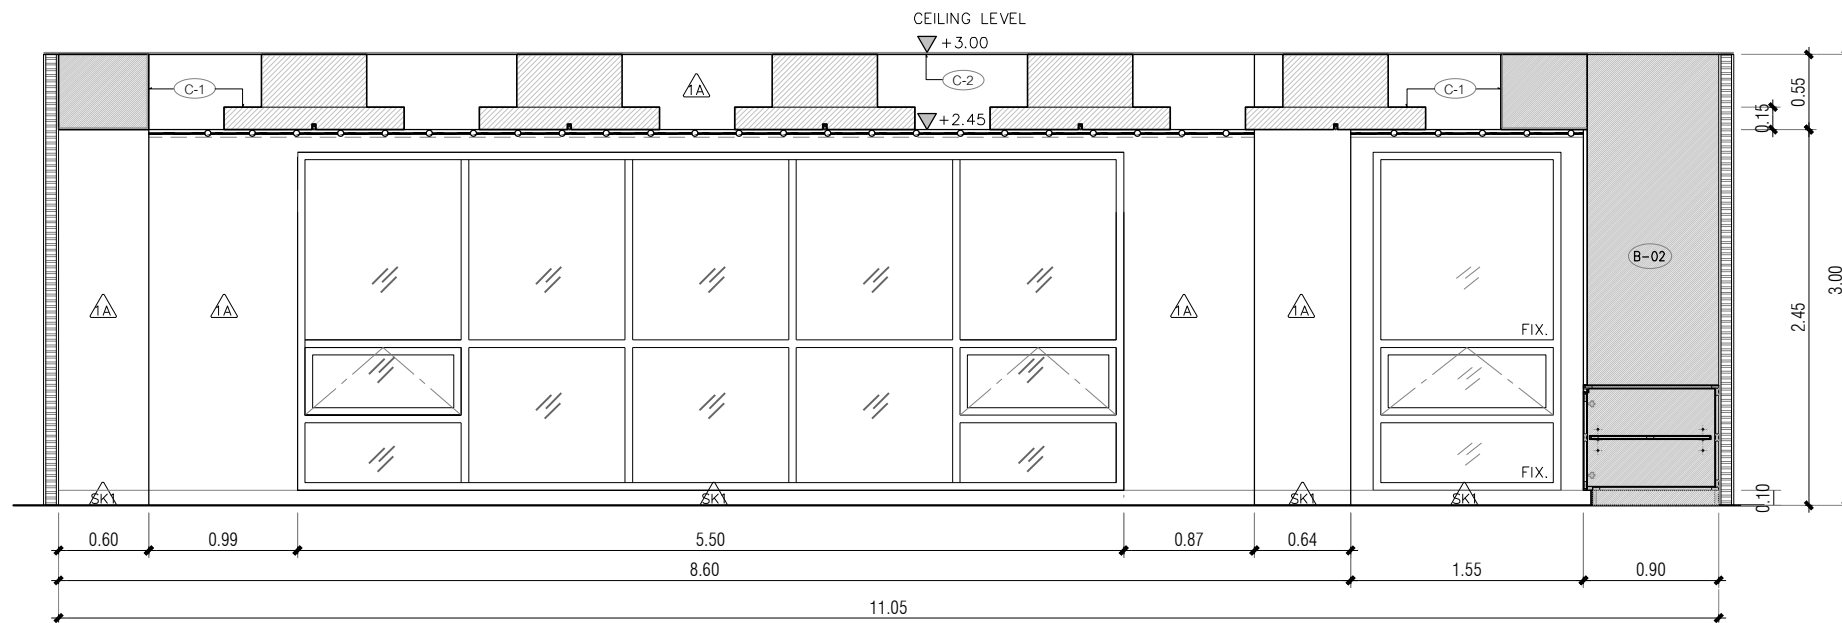 CEILING LEVEL
+3.00
C-1
1A
C-2
C-1
0.55
0.15
+2.45
B-02
3.00
1A
1A
1A
1A
2.45
FIX.
FIX.
SK1
SK1
SK1
SK1
0.10
0.60
0.99
5.50
0.87
0.64
8.60
1.55
0.90
11.05